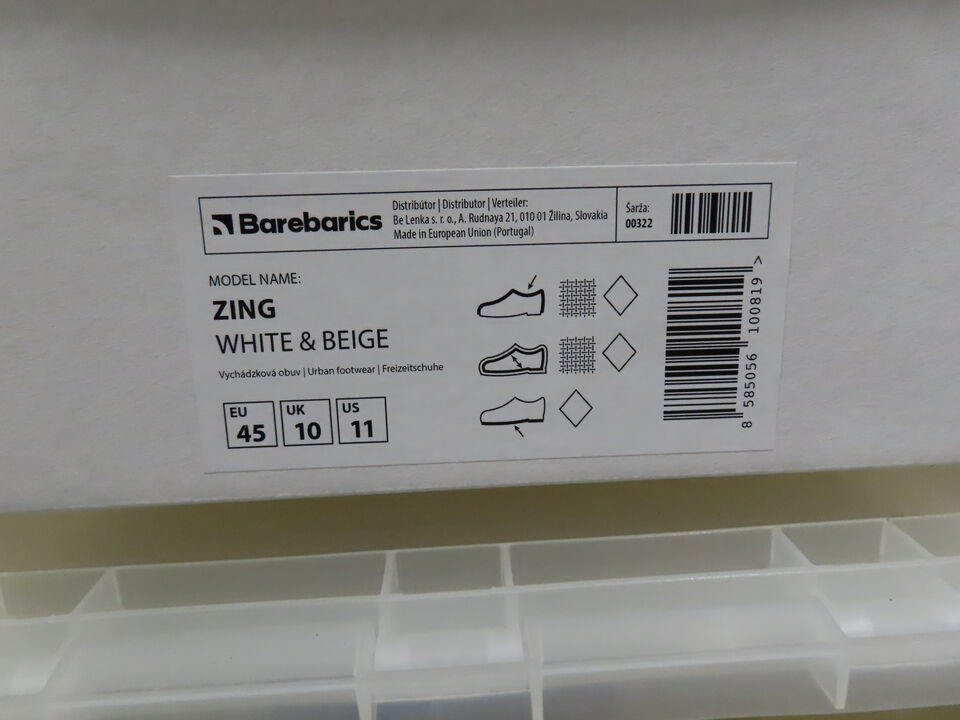 Barebarics
Distribútor | Distributor | Verteiler:
Be Lenka s. r. o., A. Rudnaya 21, 010 01 Žilina, Slovakia
Made in European Union (Portugal)
Šarža:
00322
MODEL NAME:
ZING
WHITE & BEIGE
Vychádzková obuv | Urban footwear | Freizeitschuhe
EU
45
UK
10
US
11
8 585056 100819 >